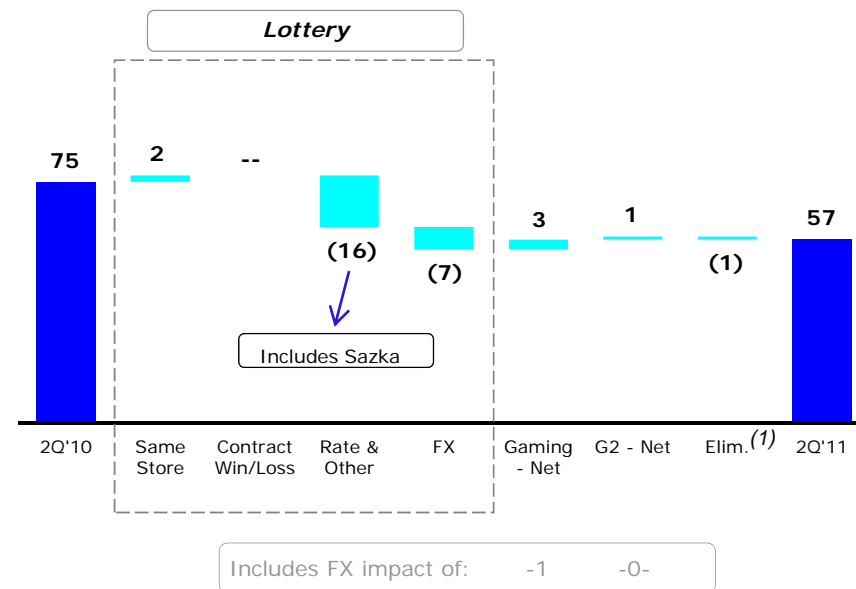 Lottery
75
2
--
(16)
(7)
3
1
(1)
57
Includes Sazka
2Q'10
Same
Store
Contract
Win/Loss
Rate &
Other
FX
Gaming
- Net
G2 - Net
Elim.(1)
2Q'11
Includes FX impact of: -1 -0-